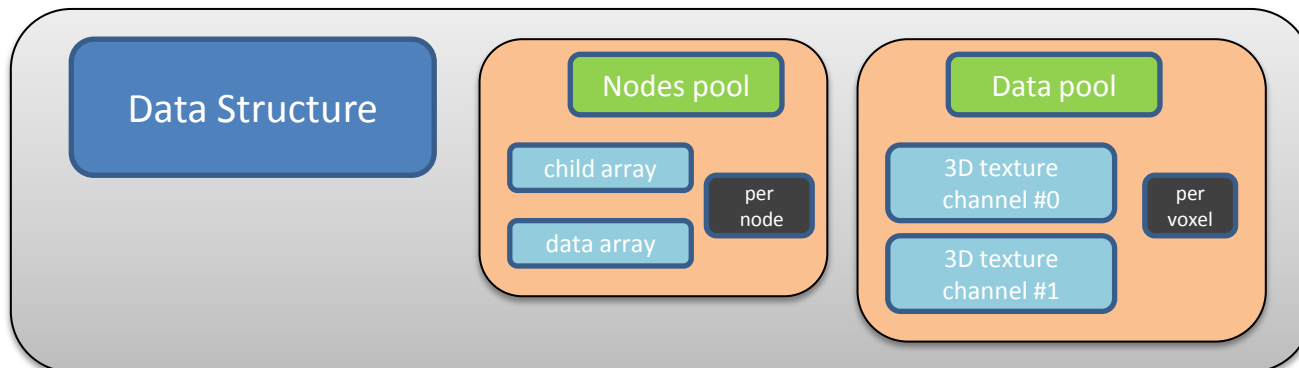 Data Structure
Nodes pool
child array
data array
per
node
Data pool
3D texture
channel #0
3D texture
channel #1
per
voxel